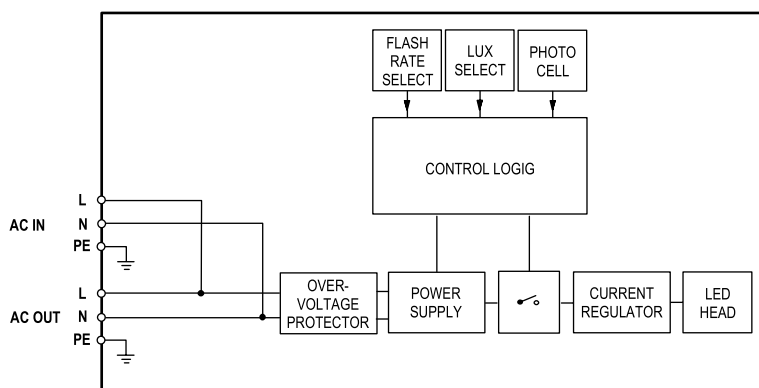 FLASH
RATE
SELECT
LUX
SELECT
PHOTO
CELL
CONTROL LOGIG
L
AC IN
N
PE
L
AC OUT
N
PE
OVER-
VOLTAGE
PROTECTOR
POWER
SUPPLY
CURRENT
REGULATOR
LED
HEAD